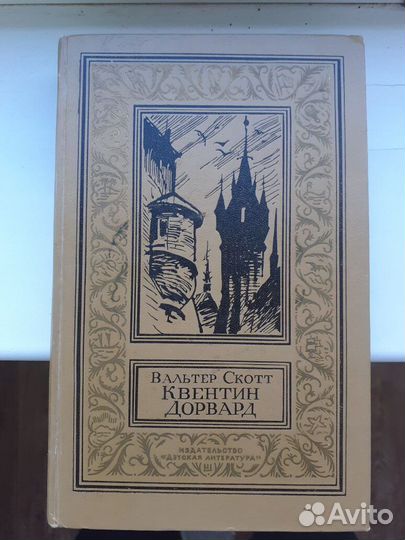 Вальтер Скотт
Квентин
Дорвард
ИЗДАТЕЛЬСТВО
"ДЕТСКАЯ ЛИТЕРАТУРА"
Avito